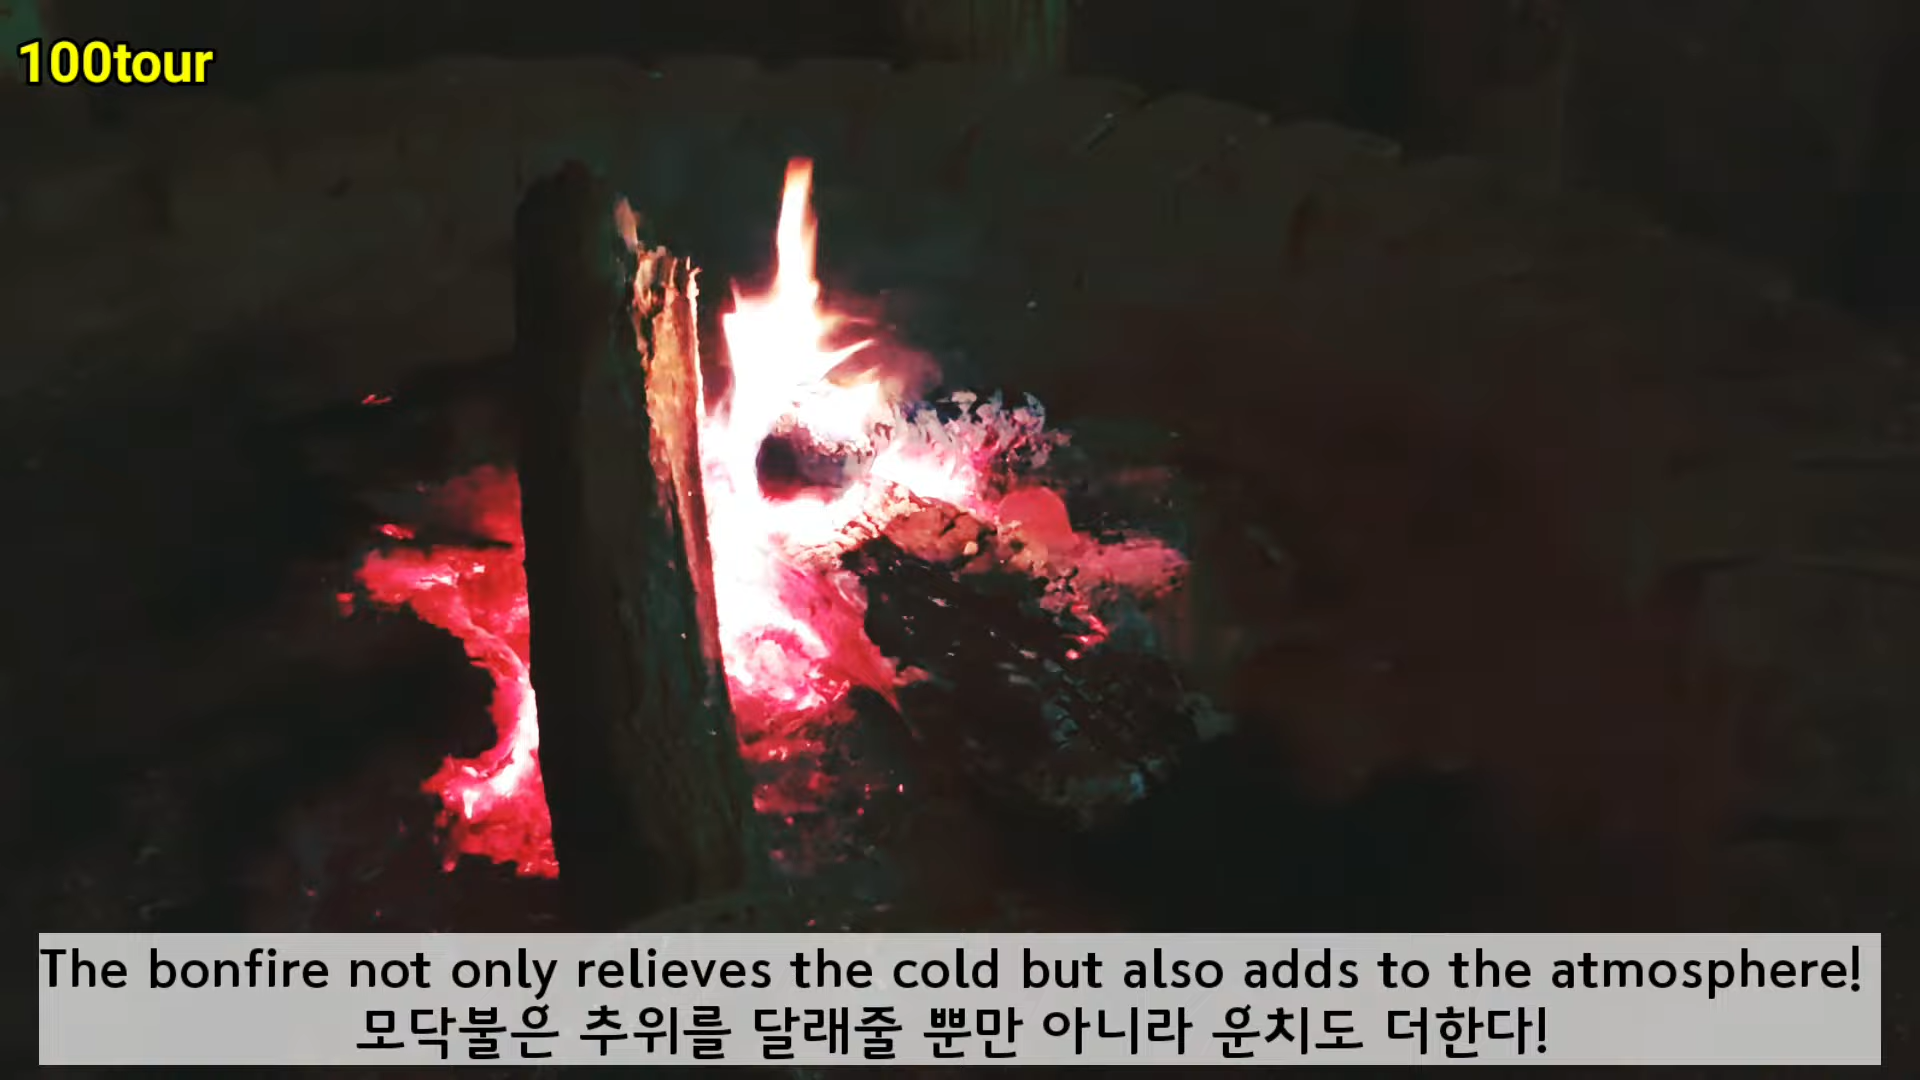 100tour
The bonfire not only relieves the cold but also adds to the atmosphere!
모닥불은 추위를 달래줄 뿐만 아니라 운치도 더한다!